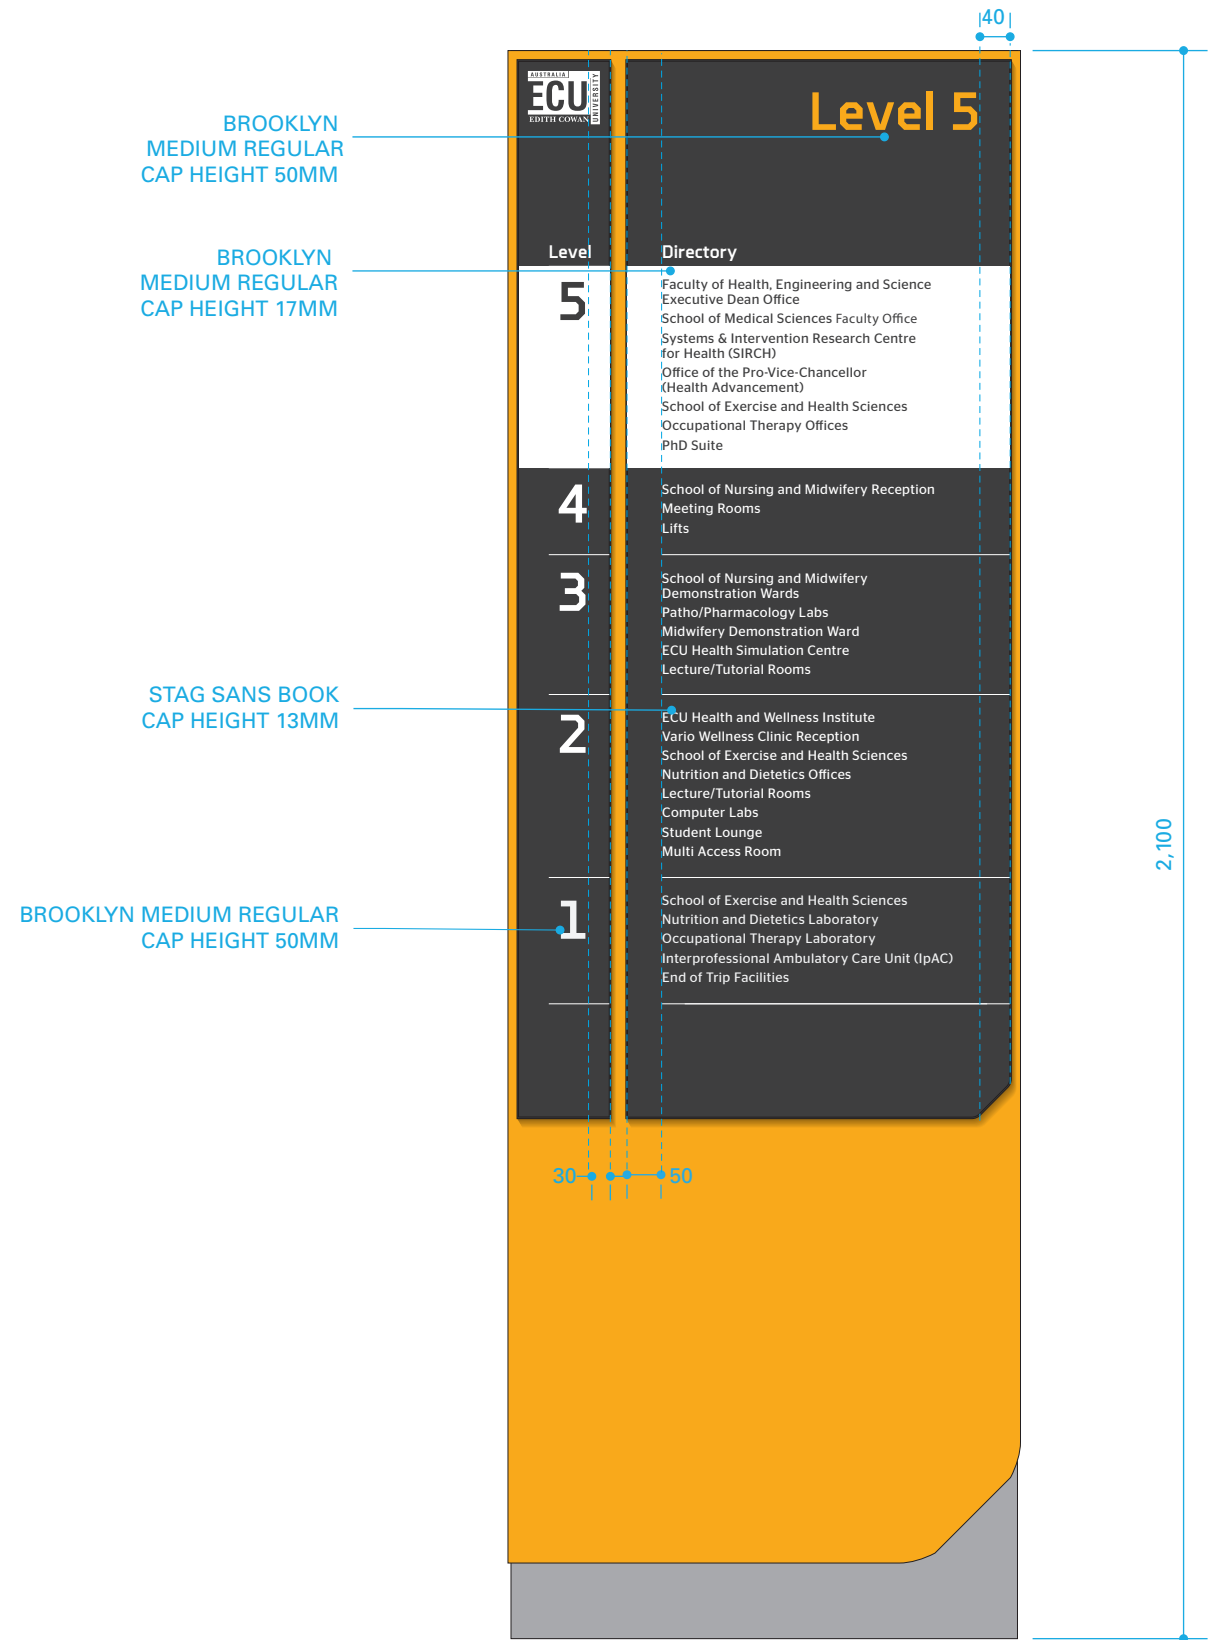 40
AUSTRALIA
ECU
EDITH COWAN
UNIVERSITY
Level 5
BROOKLYN
MEDIUM REGULAR
CAP HEIGHT 50MM
BROOKLYN
MEDIUM REGULAR
CAP HEIGHT 17MM
Level Directory
5
Faculty of Health, Engineering and Science
Executive Dean Office
School of Medical Sciences Faculty Office
Systems & Intervention Research Centre
for Health (SIRCH)
Office of the Pro-Vice-Chancellor
(Health Advancement)
School of Exercise and Health Sciences
Occupational Therapy Offices
PhD Suite
4
School of Nursing and Midwifery Reception
Meeting Rooms
Lifts
3
School of Nursing and Midwifery
Demonstration Wards
Patho/Pharmacology Labs
Midwifery Demonstration Ward
ECU Health Simulation Centre
Lecture/Tutorial Rooms
STAG SANS BOOK
CAP HEIGHT 13MM
2
ECU Health and Wellness Institute
Vario Wellness Clinic Reception
School of Exercise and Health Sciences
Nutrition and Dietetics Offices
Lecture/Tutorial Rooms
Computer Labs
Student Lounge
Multi Access Room
2,100
BROOKLYN MEDIUM REGULAR
CAP HEIGHT 50MM
1
School of Exercise and Health Sciences
Nutrition and Dietetics Laboratory
Occupational Therapy Laboratory
Interprofessional Ambulatory Care Unit (IpAC)
End of Trip Facilities
30
50